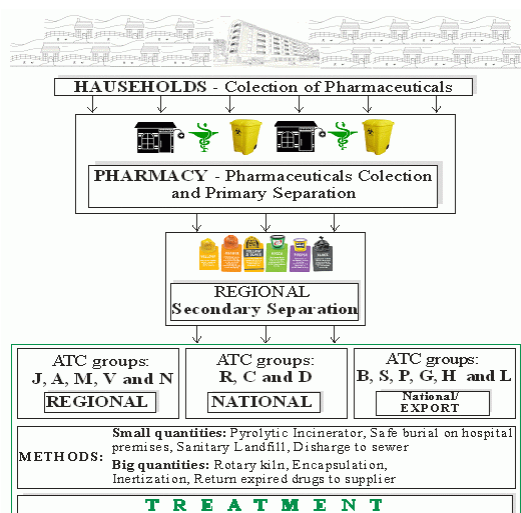 HAUSEHOLDS - Colection of Pharmaceuticals
PHARMACY - Pharmaceuticals Colection
and Primary Separation
REGIONAL
Secondary Separation
ATC groups:
J, A, M, V and N
REGIONAL
ATC groups:
R, C and D
NATIONAL
ATC groups:
B, S, P, G, H and L
National/
EXPORT
METHODS:
Small quantities: Pyrolytic Incinerator, Safe burial on hospital
premises, Sanitary Landfill, Disharge to sewer
Big quantities: Rotary kiln, Encapsulation,
Inertization, Return expired drugs to supplier
TREATMENT